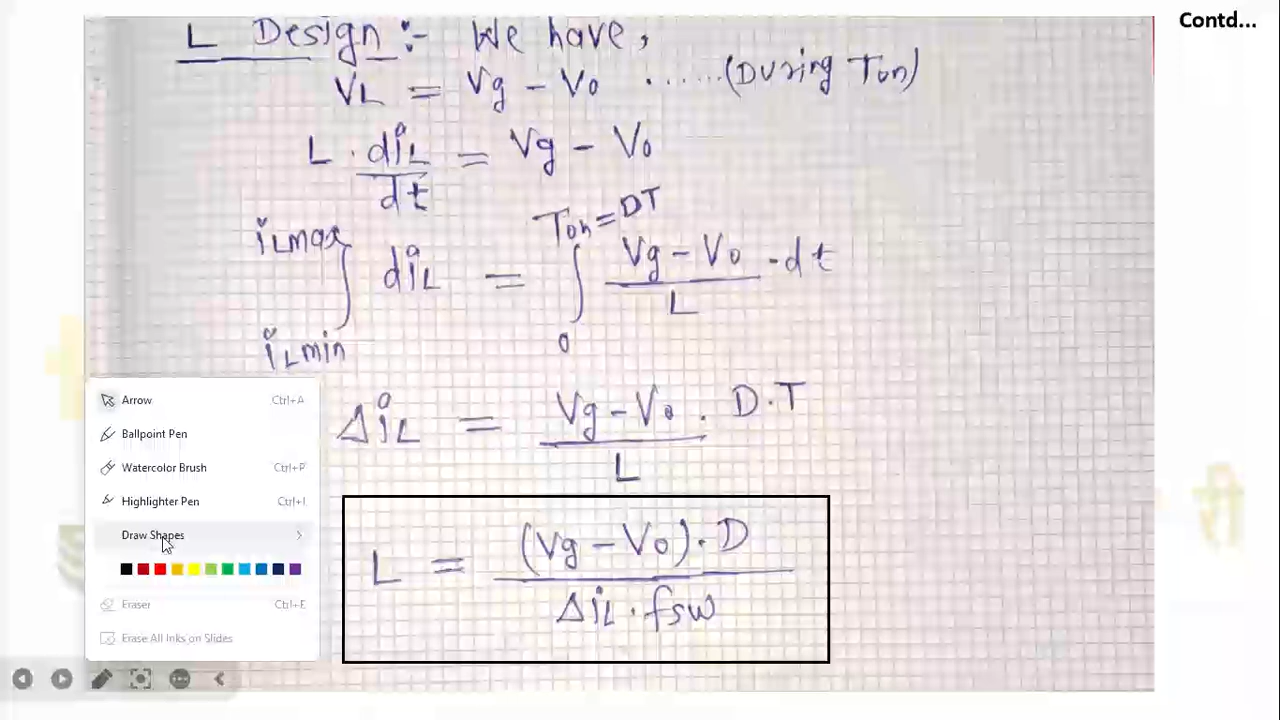 Contd...
L Design :- We have,
VL = Vg - Vo ......(During Ton)
L . diL/dt = Vg - Vo
∫ iLmin → iLmax diL = ∫ 0 → Ton=DT (Vg-Vo)/L . dt
ΔiL = (Vg-Vo)/L . D.T
L = (Vg-Vo).D / ΔiL.fsw
Arrow Ctrl+A
Ballpoint Pen
Watercolor Brush Ctrl+P
Highlighter Pen Ctrl+I
Draw Shapes >
Eraser Ctrl+E
Erase All Inks on Slides